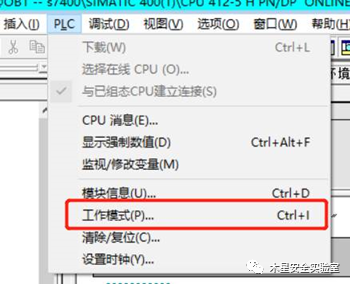 @OBT -- s7400\SIMATIC 400(1)\CPU 412-5 H PN/DP ONLINE
插入(I) PLC 调试(D) 视图(V) 选项(O) 窗口(W) 帮助(H)
下载(W) Ctrl+L
选择在线 CPU (O)...
与已组态CPU建立连接(S)
环境
CPU 消息(E)...
显示强制数值(D) Ctrl+Alt+F
监视/修改变量(M)
模块信息(U)... Ctrl+D
工作模式(P)... Ctrl+I
清除/复位(C)...
设置时钟(Y)...
木星安全实验室